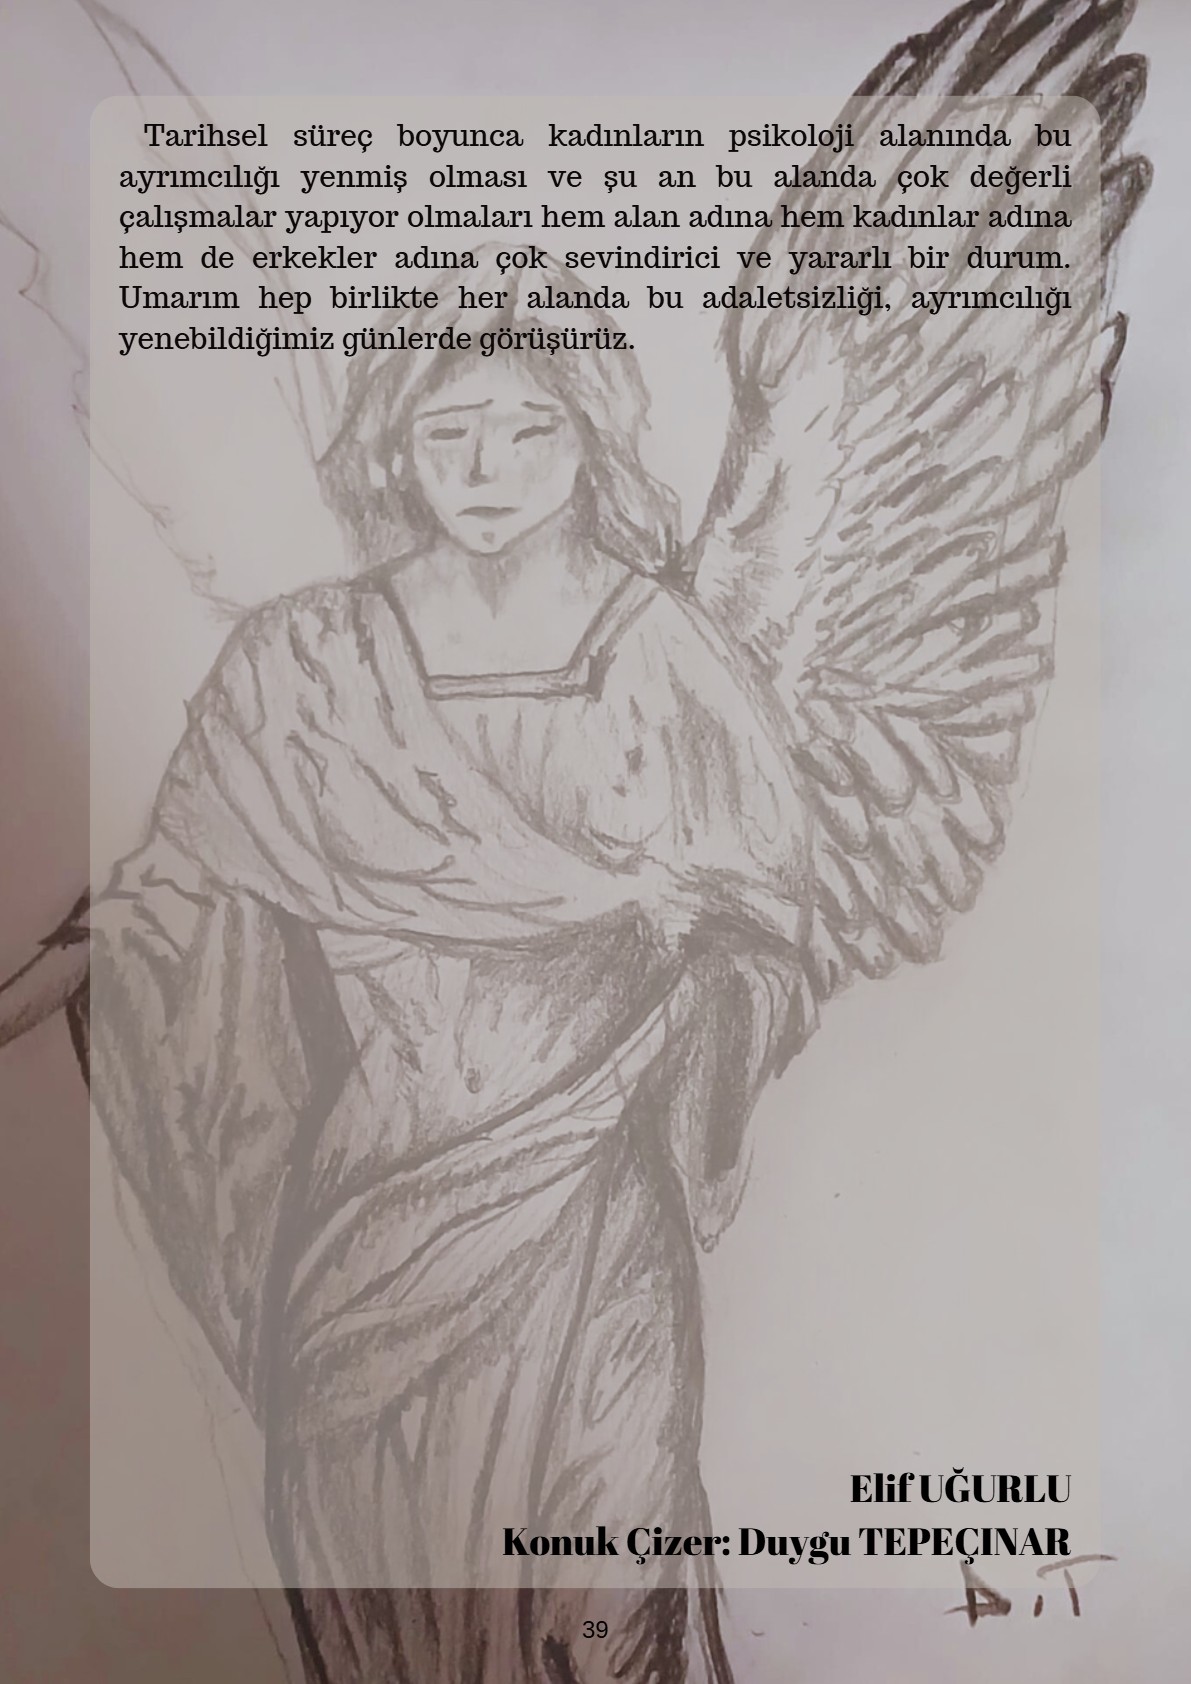 Tarihsel süreç boyunca kadınların psikoloji alanında bu
ayrımcılığı yenmiş olması ve şu an bu alanda çok değerli
çalışmalar yapıyor olmaları hem alan adına hem kadınlar adına
hem de erkekler adına çok sevindirici ve yararlı bir durum.
Umarım hep birlikte her alanda bu adaletsizliği, ayrımcılığı
yenebildiğimiz günlerde görüşürüz.
Elif UĞURLU
Konuk Çizer: Duygu TEPEÇINAR
D.T
39